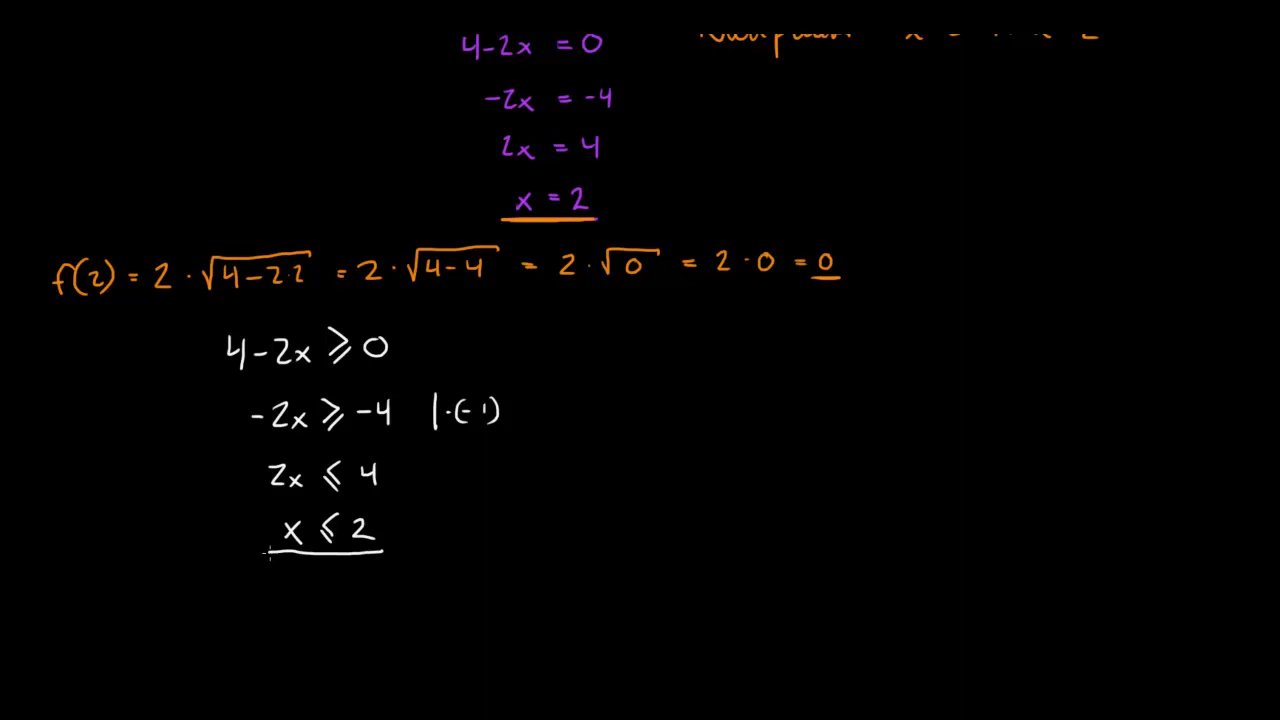 4-2x = 0
-2x = -4
2x = 4
x = 2
f(2) = 2 · √(4-2·2) = 2 · √(4-4) = 2 · √0 = 2 · 0 = 0
4-2x ⩾ 0
-2x ⩾ -4 |·(-1)
2x ⩽ 4
x ⩽ 2